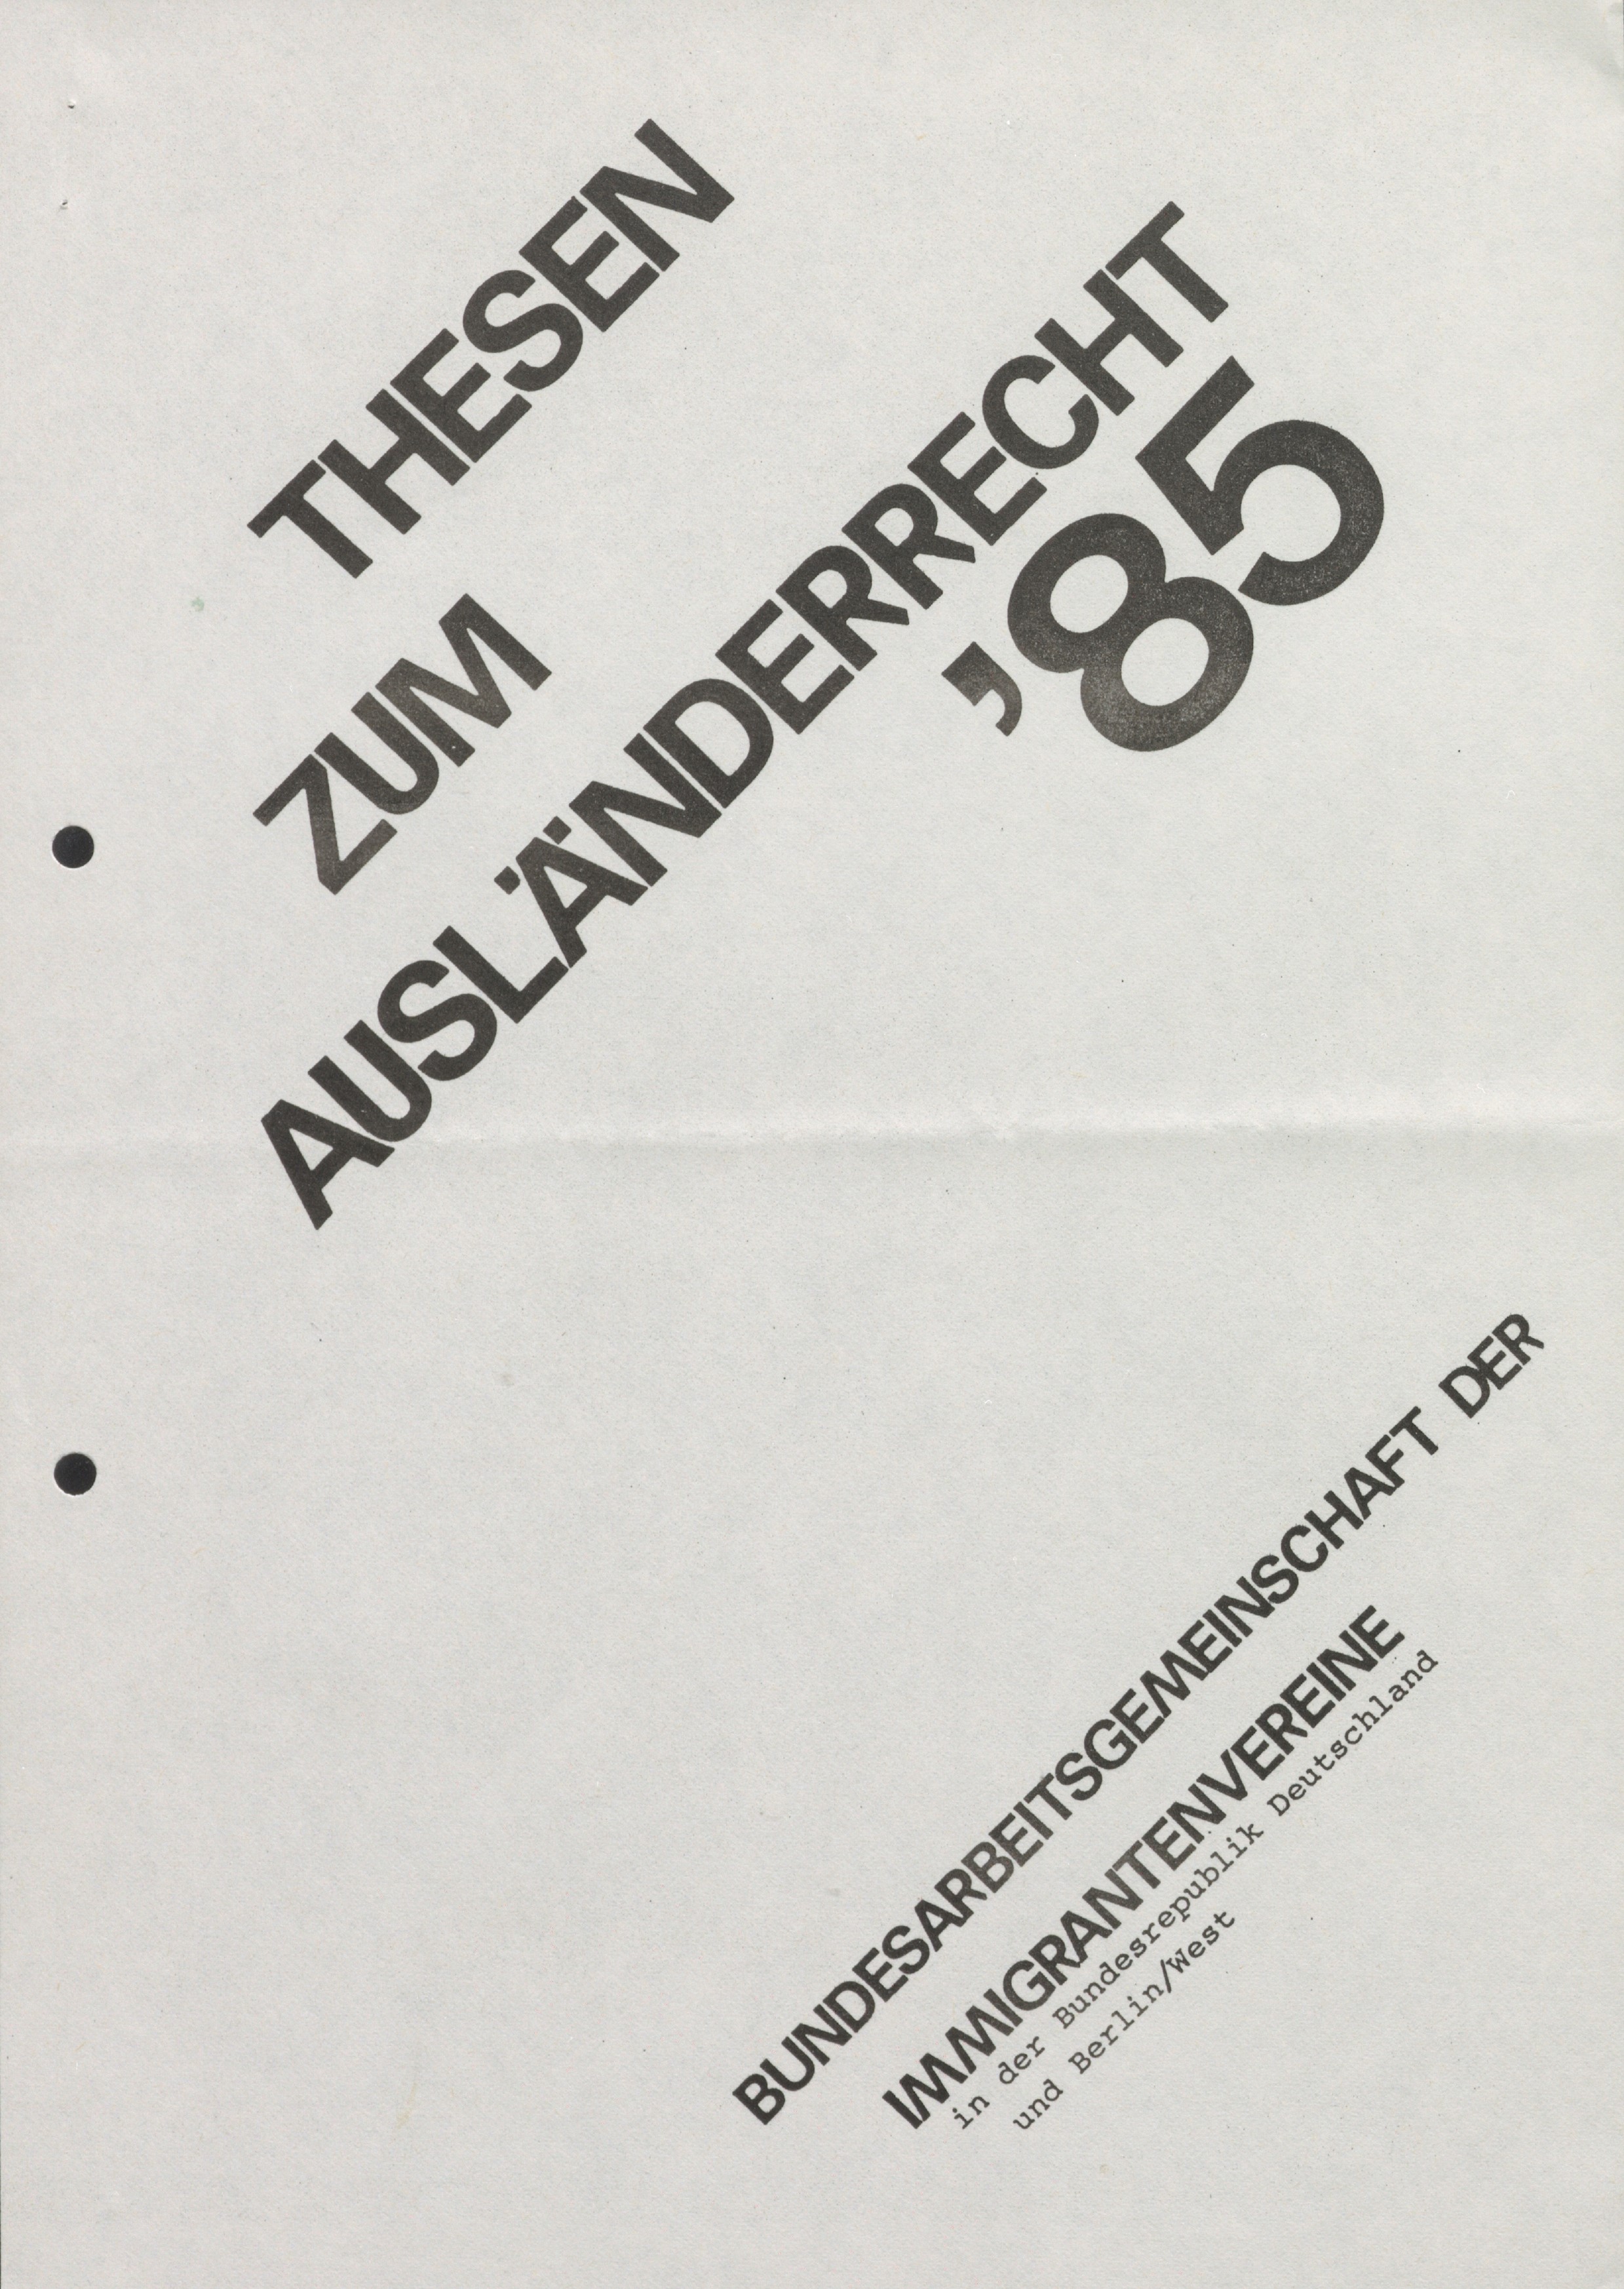 THESEN
ZUM
AUSLÄNDERRECHT
'85
BUNDESARBEITSGEMEINSCHAFT DER
IMMIGRANTENVEREINE
in der Bundesrepublik Deutschland
und Berlin/West